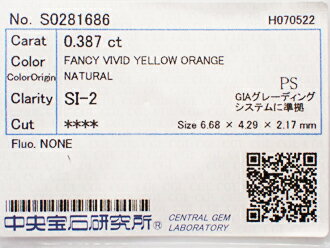 No. S0281686 H070522
Carat 0.387 ct
Color FANCY VIVID YELLOW ORANGE
ColorOrigin NATURAL
Clarity SI-2 PS
GIAグレーディング
システムに準拠
Cut **** Size 6.68 × 4.29 × 2.17 mm
Fluo. NONE
中央宝石研究所® CENTRAL GEM
LABORATORY